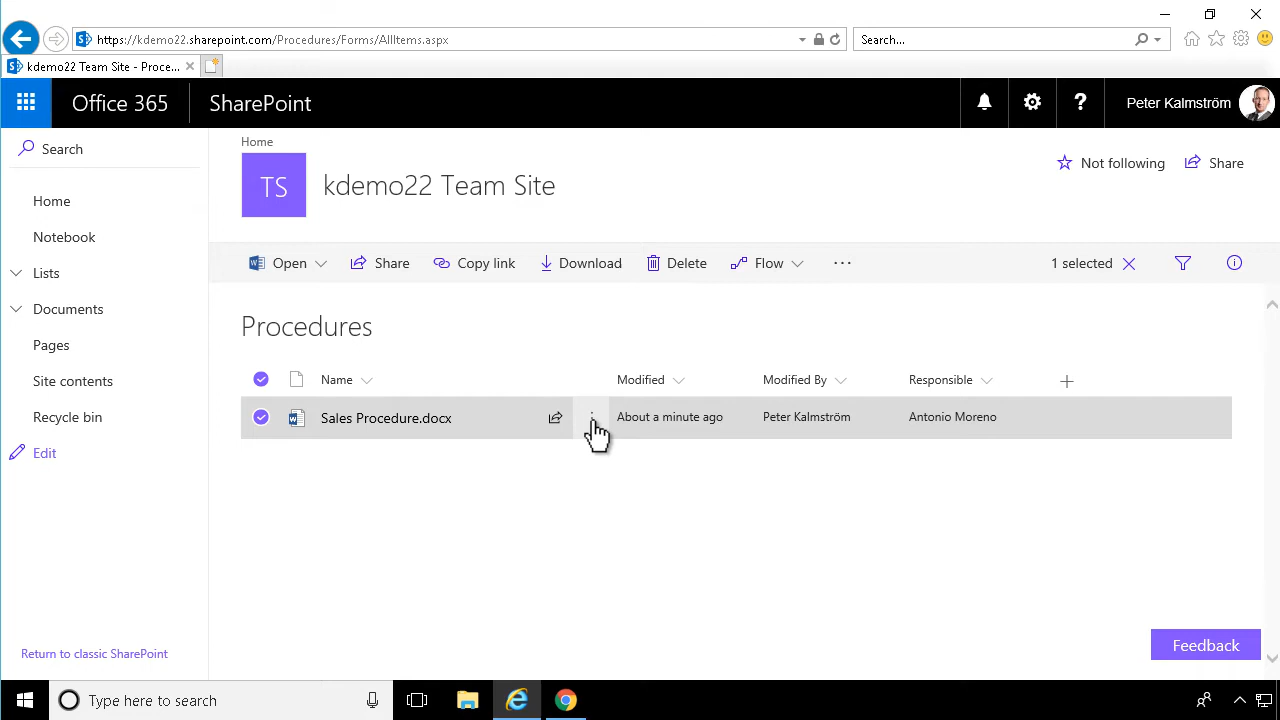 https://kdemo22.sharepoint.com/Procedures/Forms/AllItems.aspx
Search...
kdemo22 Team Site - Proce...
Office 365
SharePoint
?
Peter Kalmström
Search
Home
Not following
Share
TS
kdemo22 Team Site
Home
Notebook
Lists
Documents
Pages
Site contents
Recycle bin
Edit
Return to classic SharePoint
Open
Share
Copy link
Download
Delete
Flow
...
1 selected
Procedures
Name
Modified
Modified By
Responsible
Sales Procedure.docx
About a minute ago
Peter Kalmström
Antonio Moreno
Feedback
Type here to search